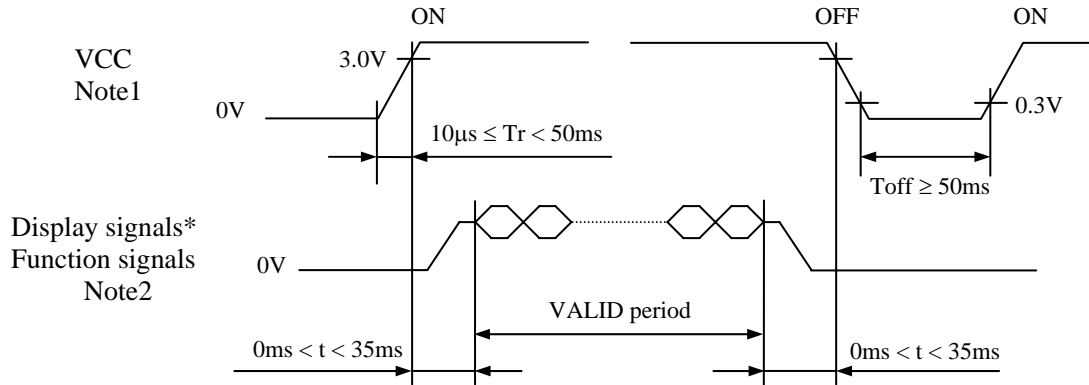 ON OFF ON
VCC
Note1
3.0V
0V
0.3V
10μs ≤ Tr < 50ms
Toff ≥ 50ms
Display signals*
Function signals
Note2
0V
VALID period
0ms < t < 35ms
0ms < t < 35ms